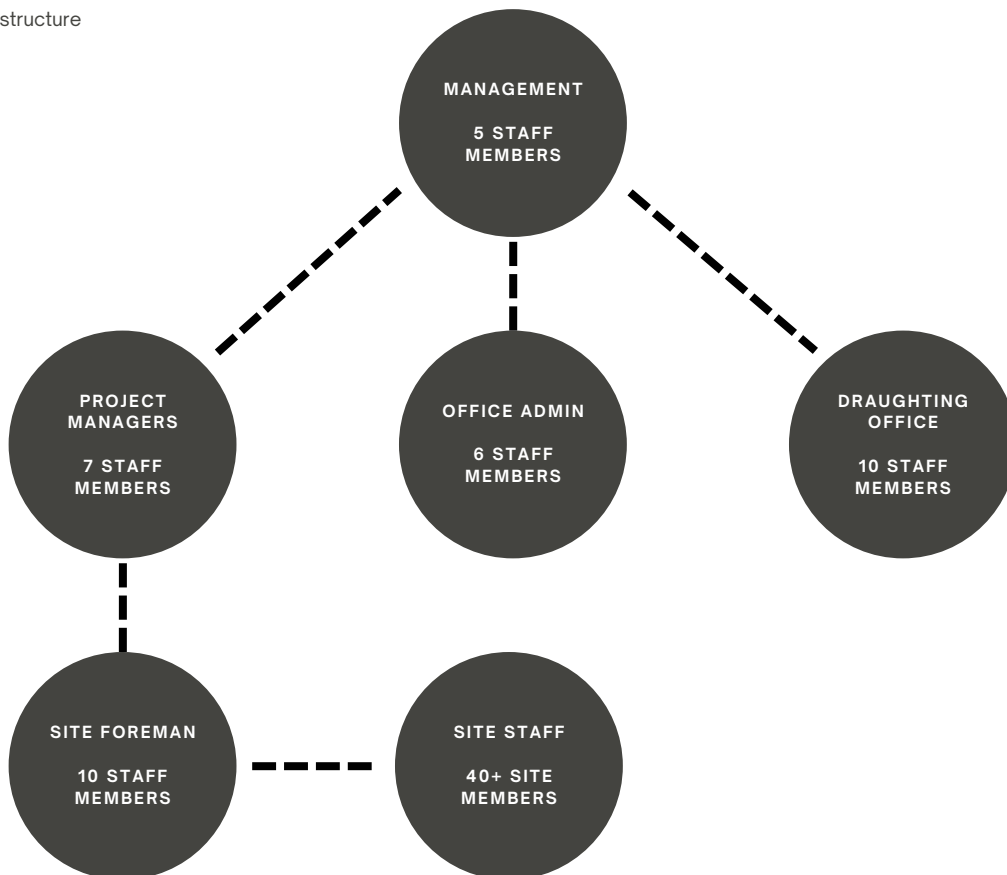 structure
MANAGEMENT
5 STAFF
MEMBERS
PROJECT
MANAGERS
7 STAFF
MEMBERS
OFFICE ADMIN
6 STAFF
MEMBERS
DRAUGHTING
OFFICE
10 STAFF
MEMBERS
SITE FOREMAN
10 STAFF
MEMBERS
SITE STAFF
40+ SITE
MEMBERS